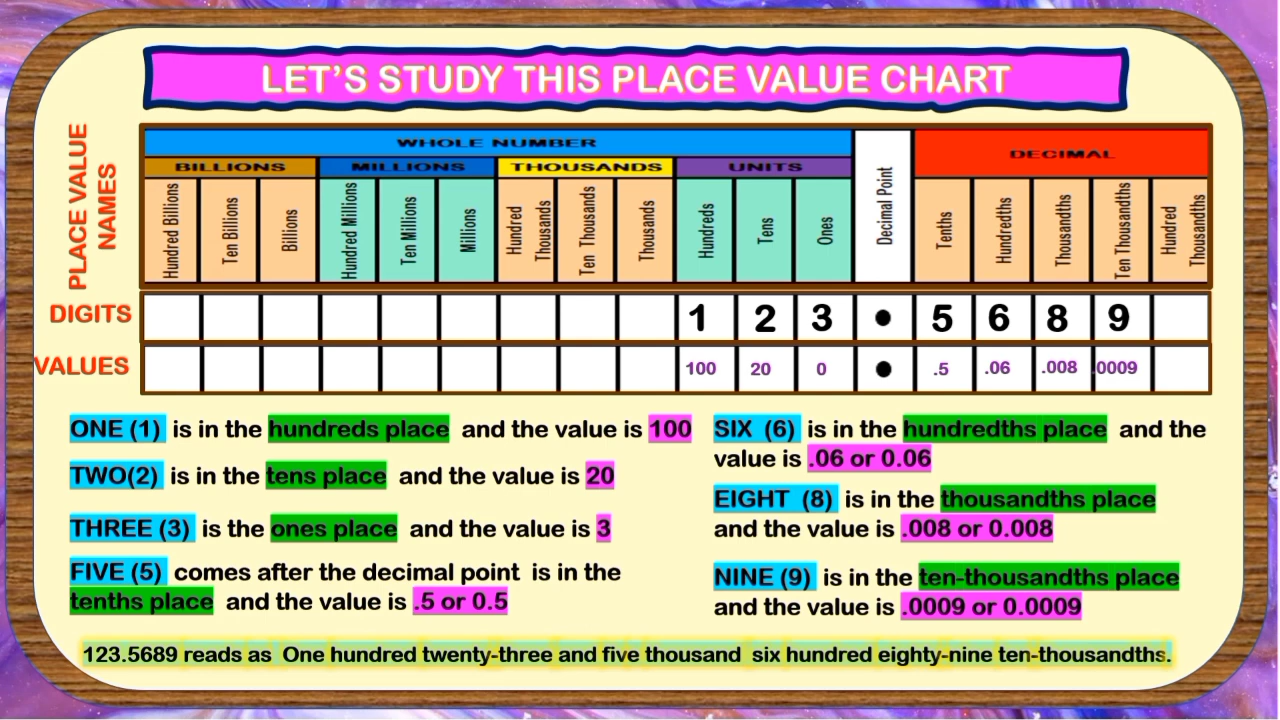 LET'S STUDY THIS PLACE VALUE CHART
PLACE VALUE
NAMES
WHOLE NUMBER
DECIMAL
BILLIONS MILLIONS THOUSANDS UNITS
Hundred Billions
Ten Billions
Billions
Hundred Millions
Ten Millions
Millions
Hundred
Thousands
Ten Thousands
Thousands
Hundreds
Tens
Ones
Decimal Point
Tenths
Hundredths
Thousandths
Ten Thousandths
Hundred
Thousandths
DIGITS 1 2 3 • 5 6 8 9
VALUES 100 20 0 • .5 .06 .008 .0009
ONE (1) is in the hundreds place and the value is 100
TWO(2) is in the tens place and the value is 20
THREE (3) is the ones place and the value is 3
FIVE (5) comes after the decimal point is in the
tenths place and the value is .5 or 0.5
SIX (6) is in the hundredths place and the
value is .06 or 0.06
EIGHT (8) is in the thousandths place
and the value is .008 or 0.008
NINE (9) is in the ten-thousandths place
and the value is .0009 or 0.0009
123.5689 reads as One hundred twenty-three and five thousand six hundred eighty-nine ten-thousandths.